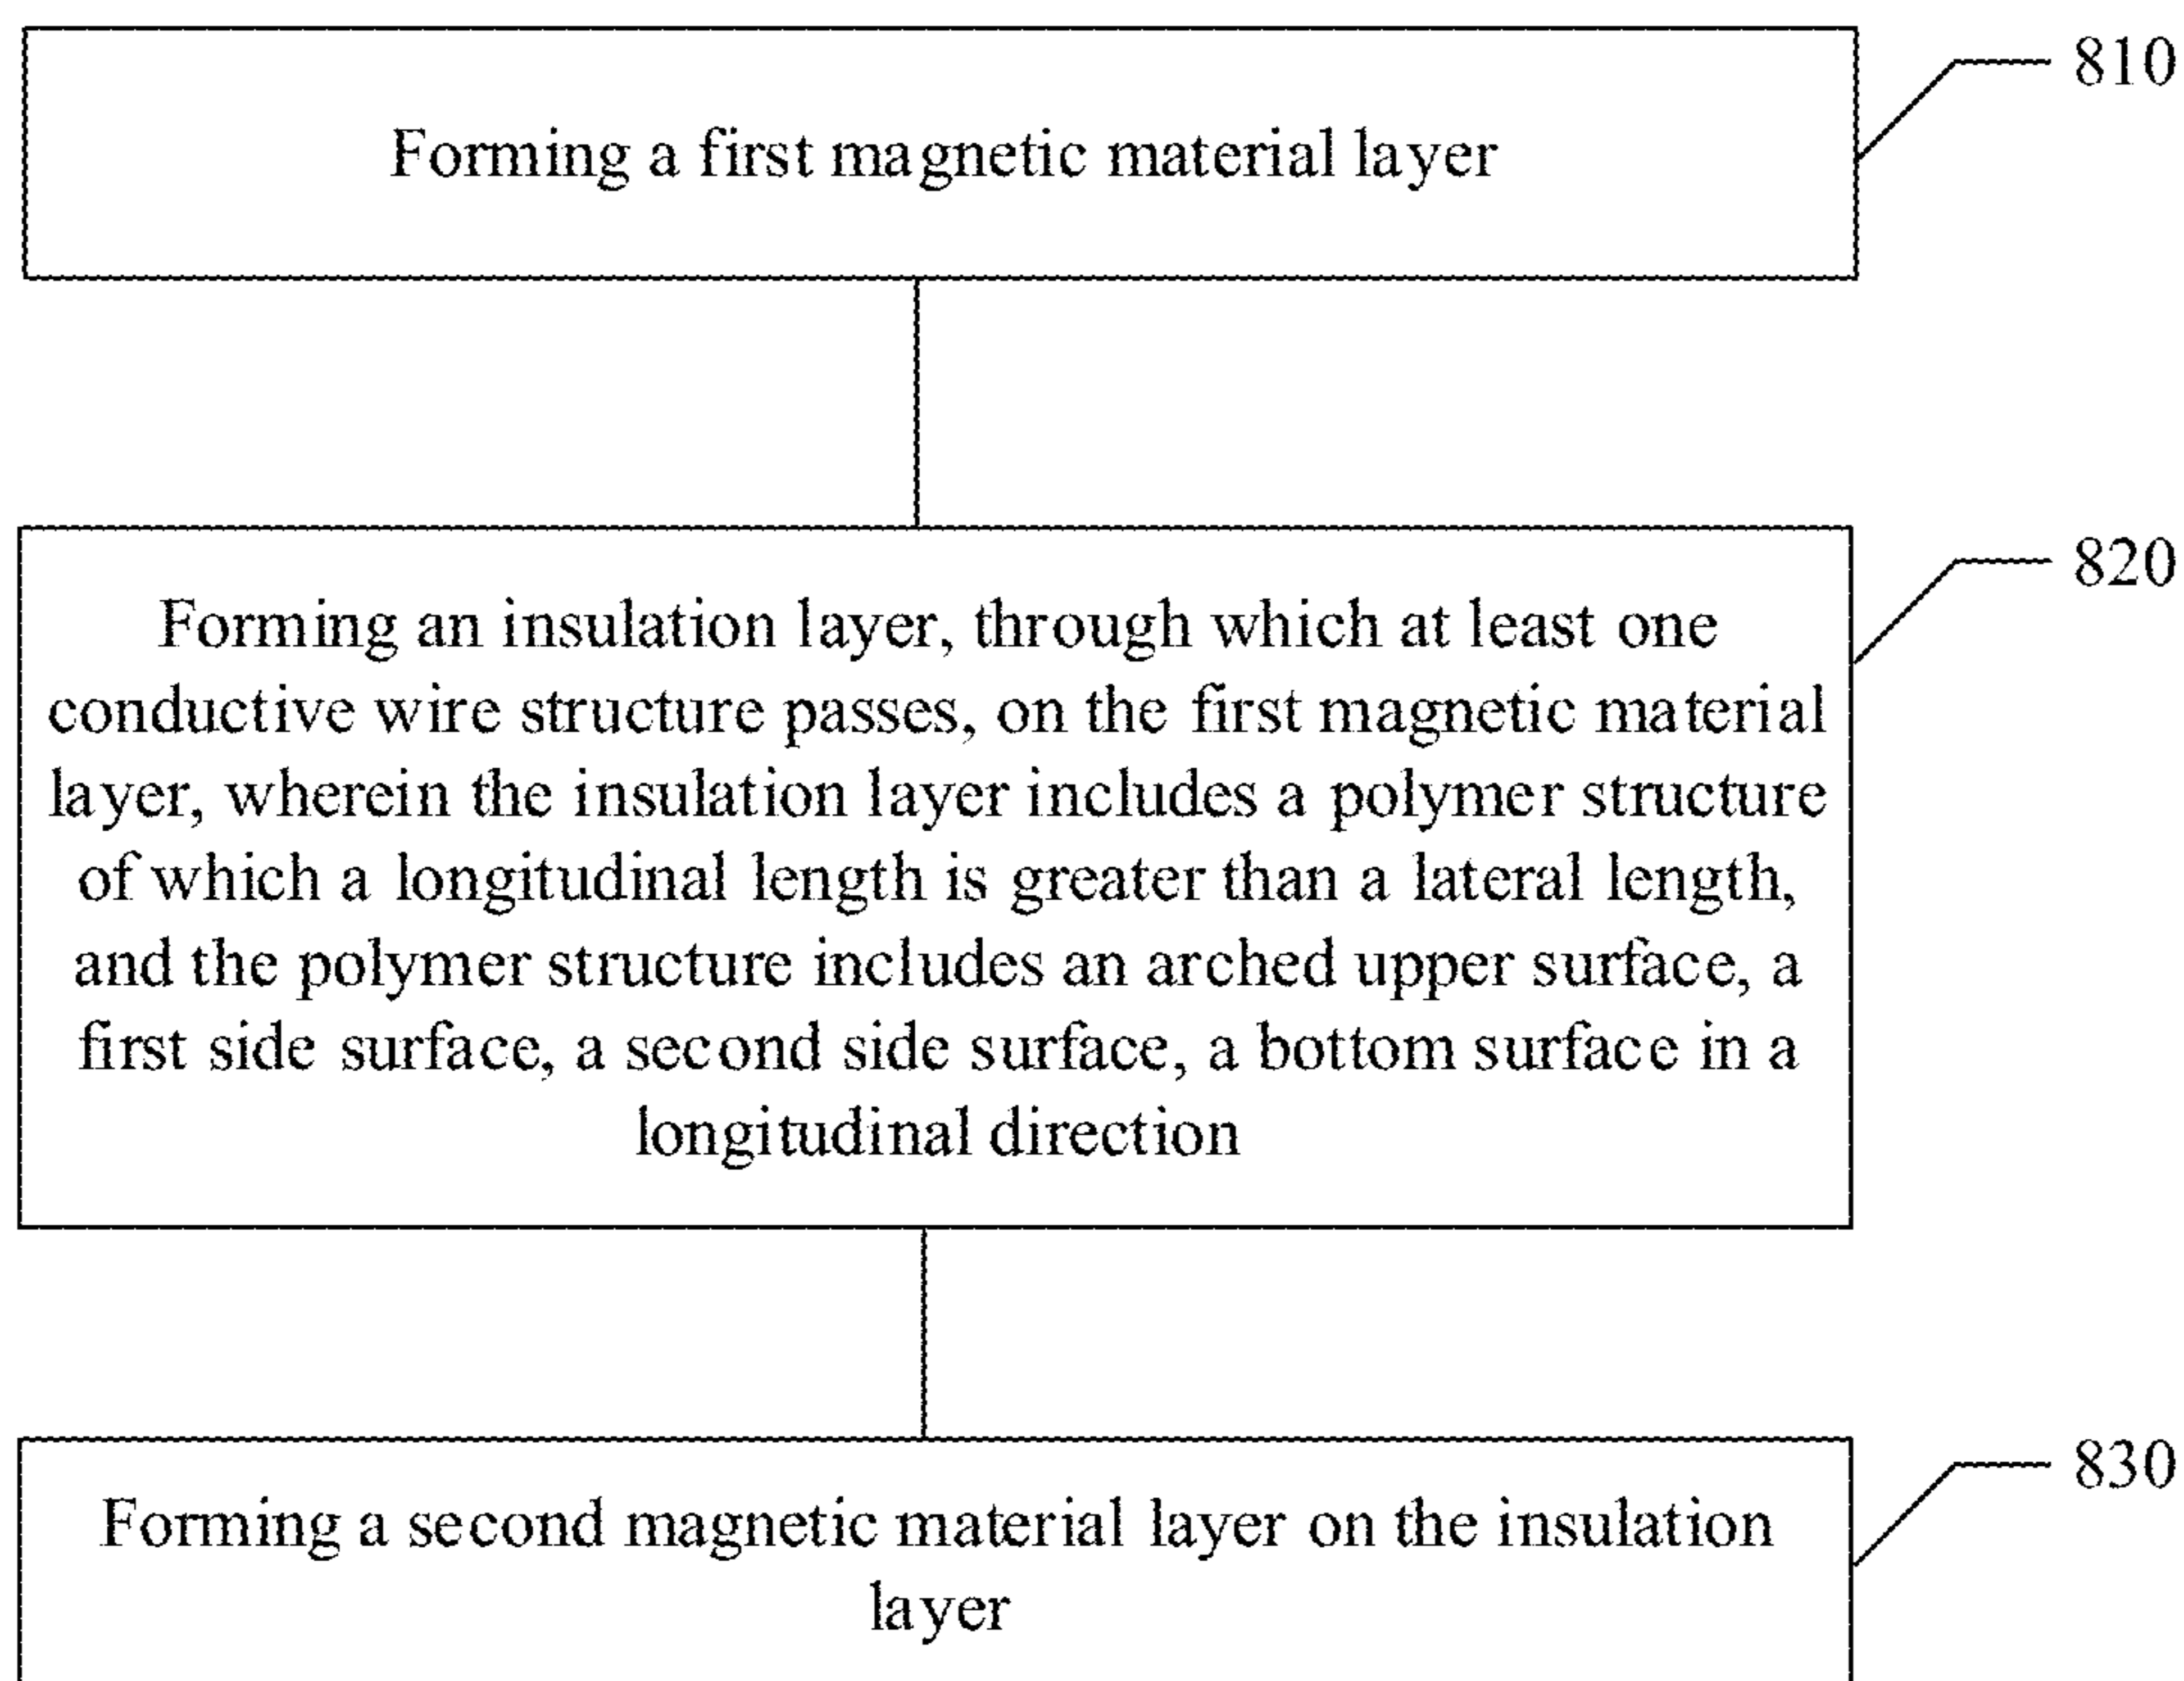 810
Forming a first magnetic material layer
820
Forming an insulation layer, through which at least one
conductive wire structure passes, on the first magnetic material
layer, wherein the insulation layer includes a polymer structure
of which a longitudinal length is greater than a lateral length,
and the polymer structure includes an arched upper surface, a
first side surface, a second side surface, a bottom surface in a
longitudinal direction
830
Forming a second magnetic material layer on the insulation
layer